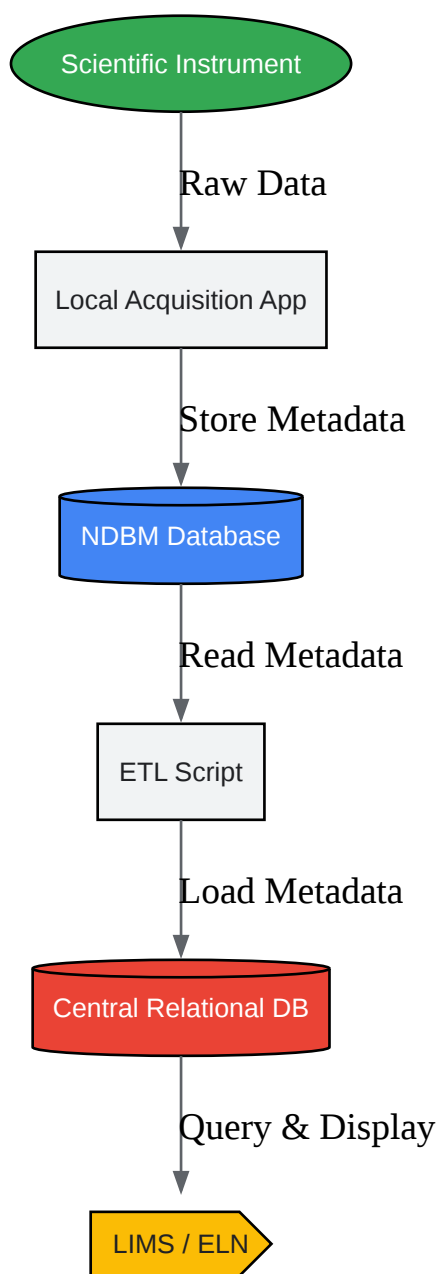 Scientific Instrument
Raw Data
Local Acquisition App
Store Metadata
NDBM Database
Read Metadata
ETL Script
Load Metadata
Central Relational DB
Query & Display
LIMS / ELN